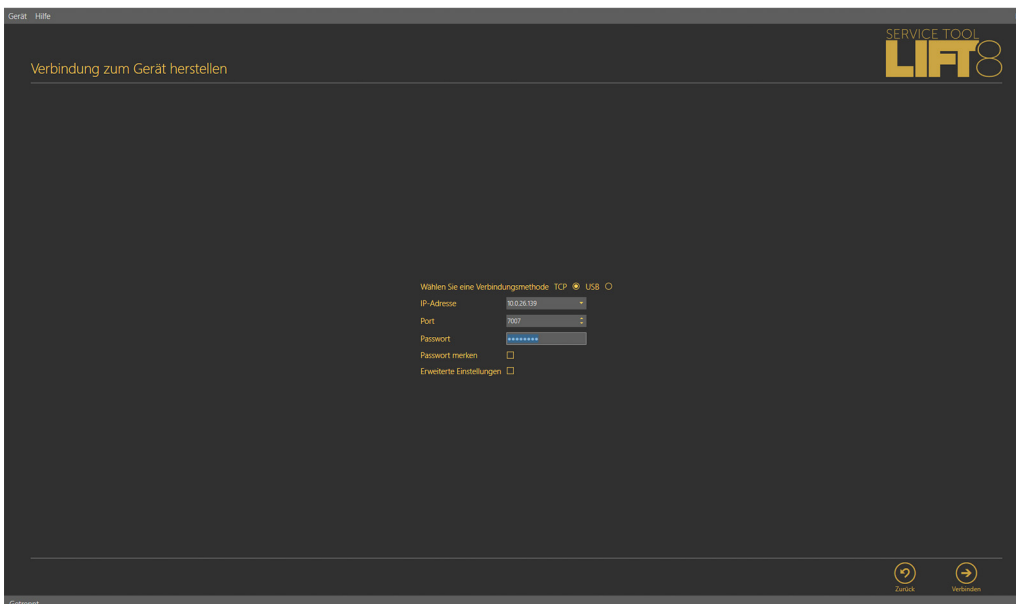 Gerät Hilfe
SERVICE TOOL
LIFT8
Verbindung zum Gerät herstellen
Wählen Sie eine Verbindungsmethode TCP USB
IP-Adresse 10.0.26.139
Port 7007
Passwort ••••••••
Passwort merken
Erweiterte Einstellungen
Zurück Verbinden
Getrennt